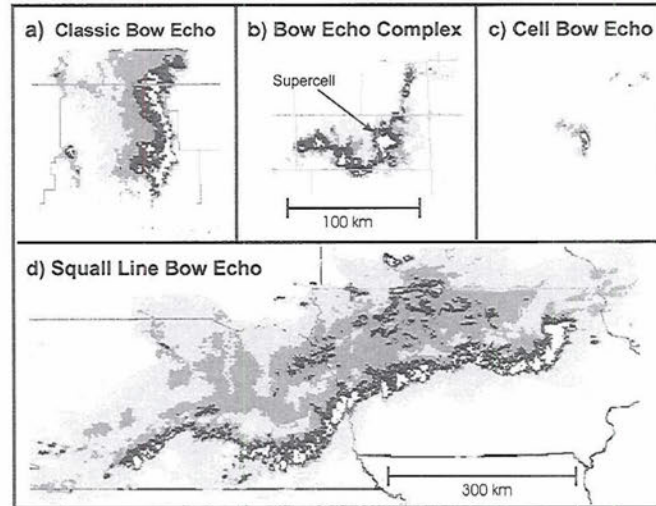 a) Classic Bow Echo
b) Bow Echo Complex
Supercell
100 km
c) Cell Bow Echo
d) Squall Line Bow Echo
300 km